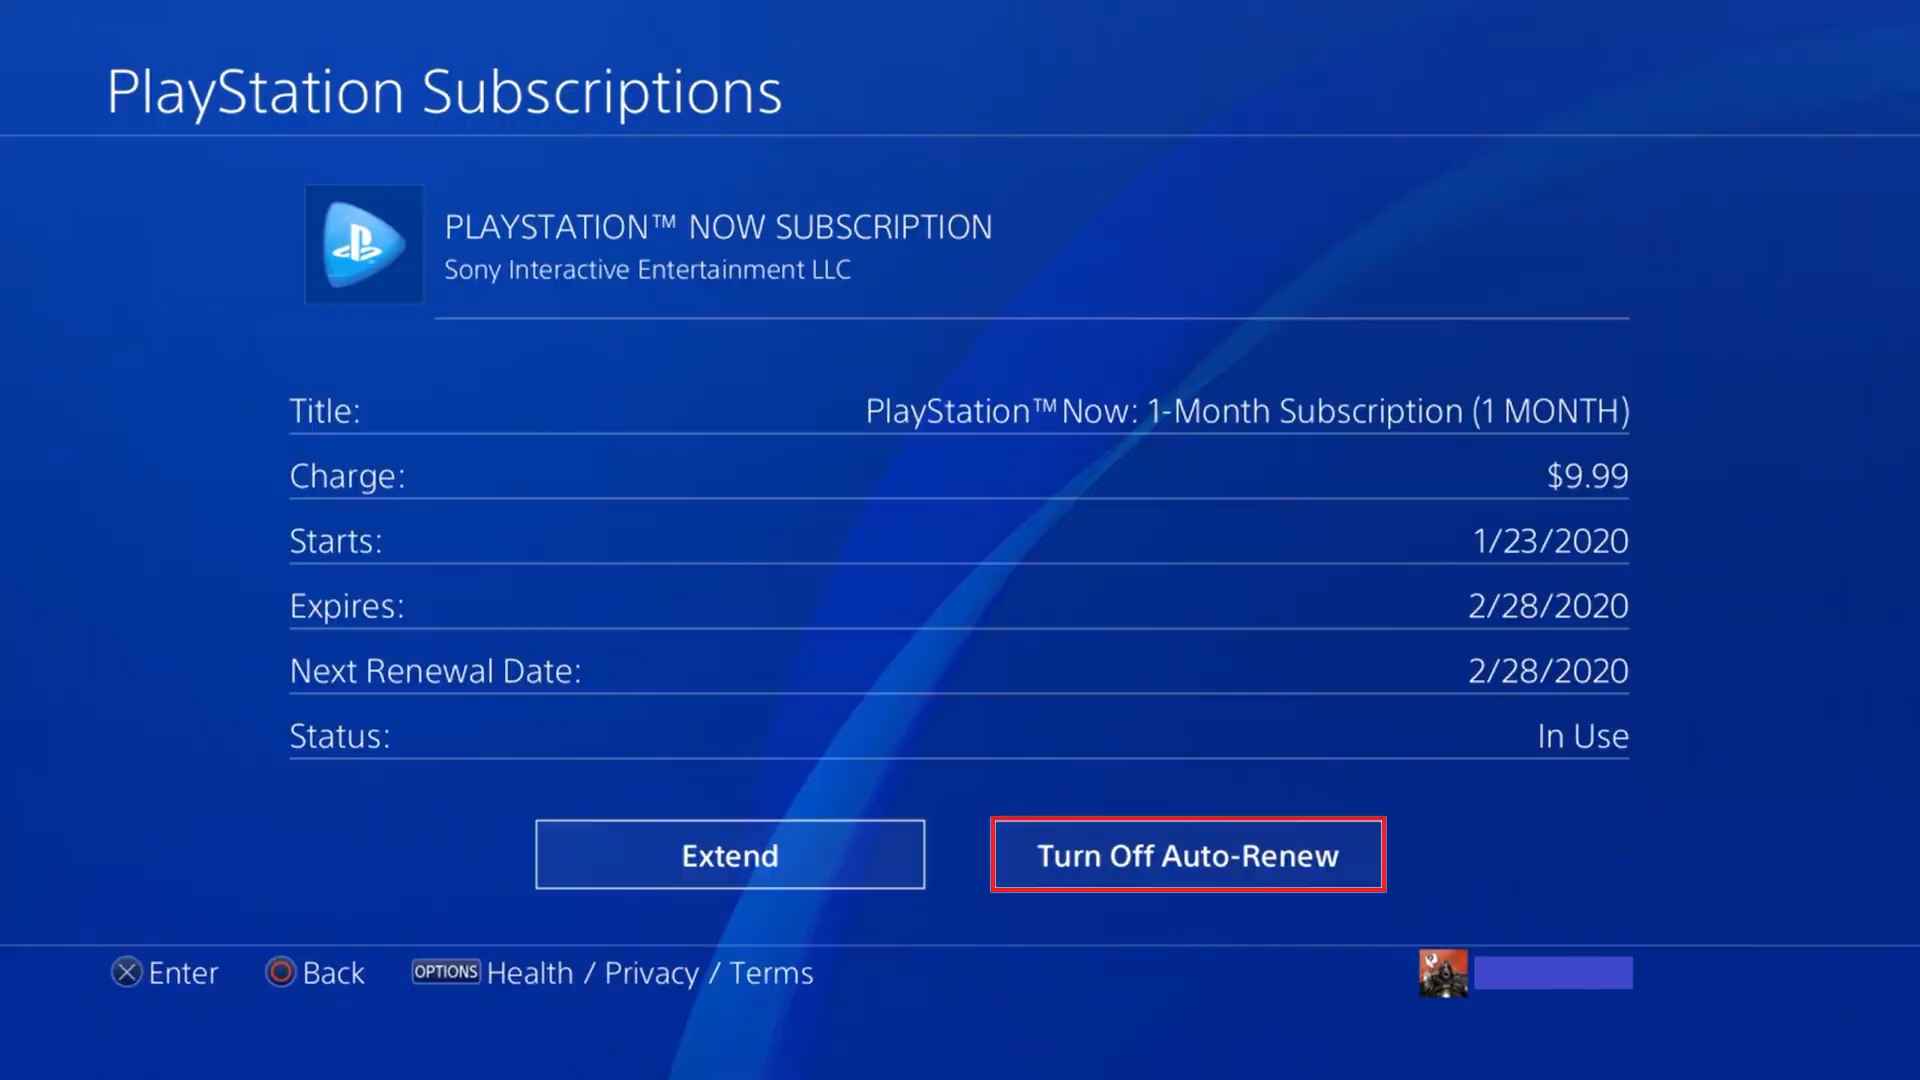 PlayStation Subscriptions
PLAYSTATION™ NOW SUBSCRIPTION
Sony Interactive Entertainment LLC
Title: PlayStation™Now: 1-Month Subscription (1 MONTH)
Charge: $9.99
Starts: 1/23/2020
Expires: 2/28/2020
Next Renewal Date: 2/28/2020
Status: In Use
Extend Turn Off Auto-Renew
Enter Back OPTIONS Health / Privacy / Terms